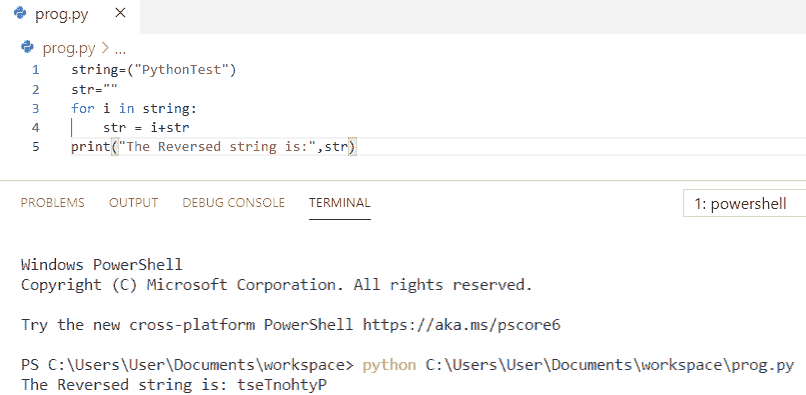 prog.py ×
prog.py > ...
1 string=("PythonTest")
2 str=""
3 for i in string:
4     str = i+str
5 print("The Reversed string is:",str)
PROBLEMS OUTPUT DEBUG CONSOLE TERMINAL 1: powershell
Windows PowerShell
Copyright (C) Microsoft Corporation. All rights reserved.
Try the new cross-platform PowerShell https://aka.ms/pscore6
PS C:\Users\User\Documents\workspace> python C:\Users\User\Documents\workspace\prog.py
The Reversed string is: tseTnohtyP